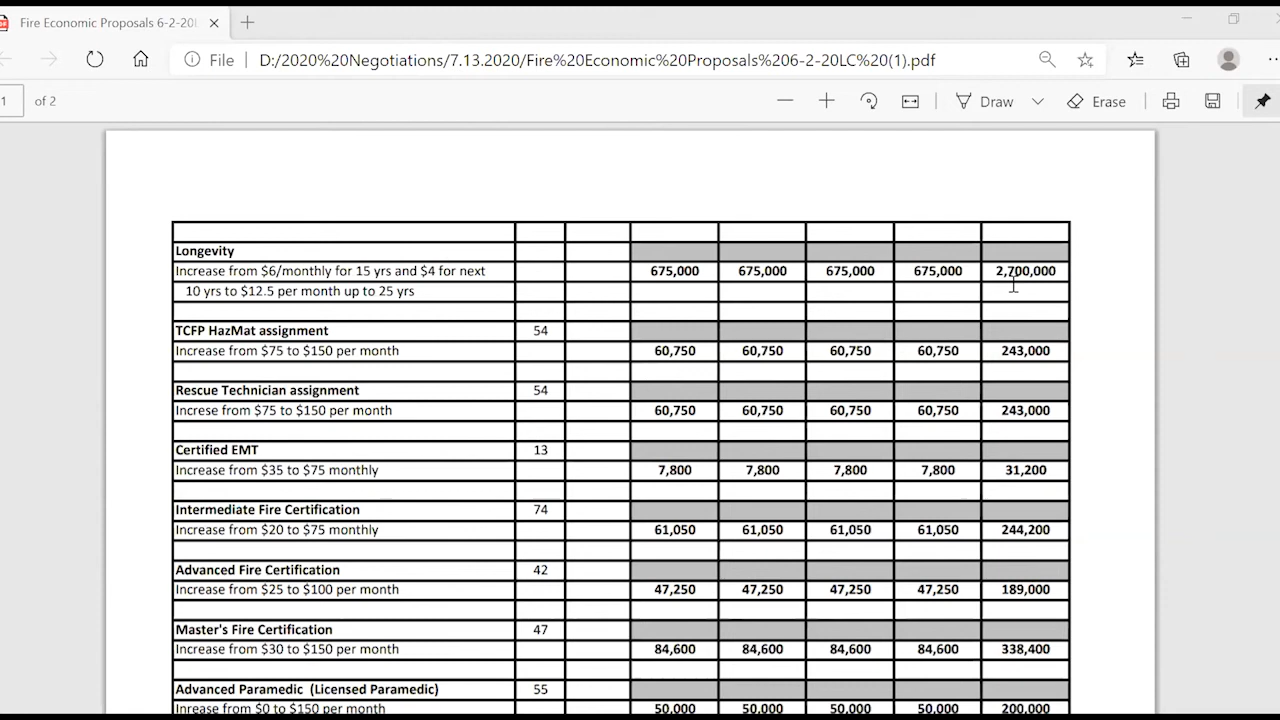 Fire Economic Proposals 6-2-20
File D:/2020%20Negotiations/7.13.2020/Fire%20Economic%20Proposals%206-2-20LC%20(1).pdf
1 of 2 Draw Erase
Longevity
Increase from $6/monthly for 15 yrs and $4 for next 675,000 675,000 675,000 675,000 2,700,000
10 yrs to $12.5 per month up to 25 yrs
TCFP HazMat assignment 54
Increase from $75 to $150 per month 60,750 60,750 60,750 60,750 243,000
Rescue Technician assignment 54
Increse from $75 to $150 per month 60,750 60,750 60,750 60,750 243,000
Certified EMT 13
Increase from $35 to $75 monthly 7,800 7,800 7,800 7,800 31,200
Intermediate Fire Certification 74
Increase from $20 to $75 monthly 61,050 61,050 61,050 61,050 244,200
Advanced Fire Certification 42
Increase from $25 to $100 per month 47,250 47,250 47,250 47,250 189,000
Master's Fire Certification 47
Increase from $30 to $150 per month 84,600 84,600 84,600 84,600 338,400
Advanced Paramedic (Licensed Paramedic) 55
Inrease from $0 to $150 per month 50,000 50,000 50,000 50,000 200,000